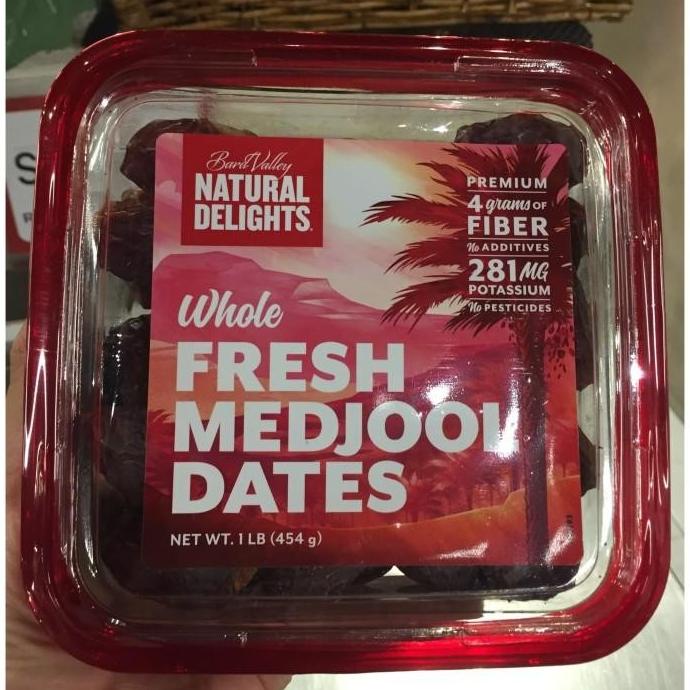 Bard Valley
NATURAL
DELIGHTS.
PREMIUM
4 grams OF
FIBER
No ADDITIVES
281 MG
POTASSIUM
No PESTICIDES
Whole
FRESH
MEDJOOL
DATES
NET WT. 1 LB (454 g)